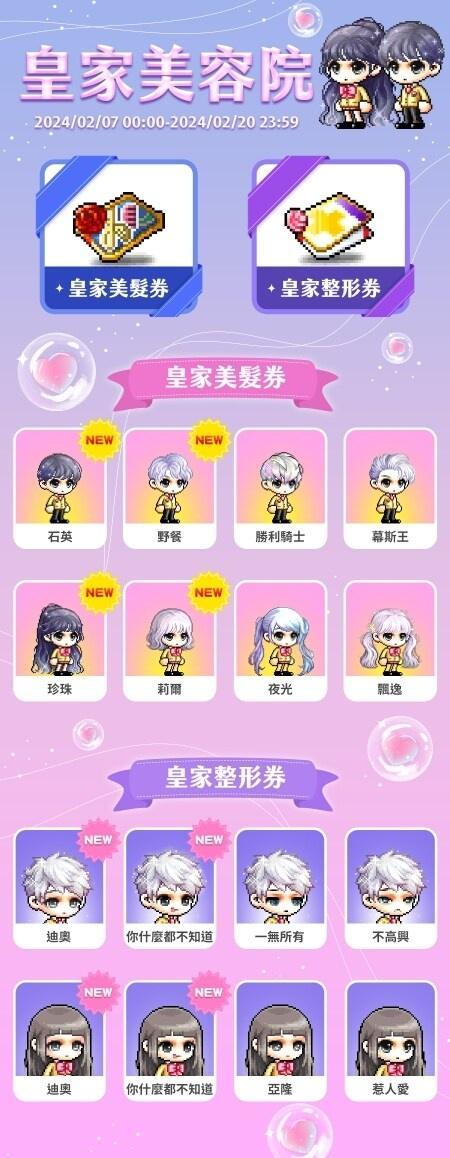 皇家美容院
2024/02/07 00:00-2024/02/20 23:59
皇家美髮券
皇家整形券
皇家美髮券
NEW
NEW
石英
野餐
勝利騎士
幕斯王
NEW
NEW
珍珠
莉爾
夜光
飄逸
皇家整形券
NEW
NEW
迪奧
你什麼都不知道
一無所有
不高興
NEW
NEW
迪奧
你什麼都不知道
亞隆
惹人愛